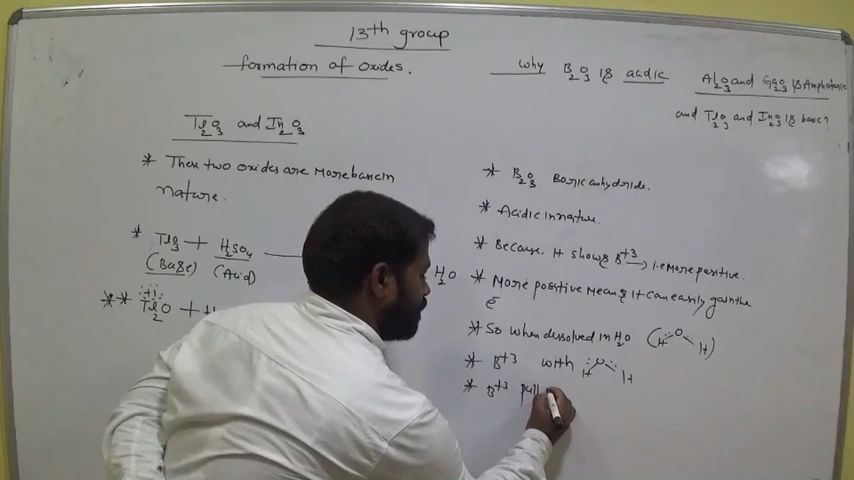 13th group
formation of oxides.
why B2O3 is acidic
Al2O3 and Ga2O3 is Amphoteric
and Tl2O3 and In2O3 is basic?
Tl2O3 and In2O3
* These two oxides are more basic in
nature.
* Tl2O3 + H2SO4
H2O
(Base) (Acid)
** Tl2O + H
+1
* B2O3 Boric anhydride.
* Acidic in nature.
* Because. It shows B+3 → i.e more positive.
* More positive means it can easily gain the
e-
* So when dissolved in H2O (H O H)
* B+3 with H O H
* B+3 pull